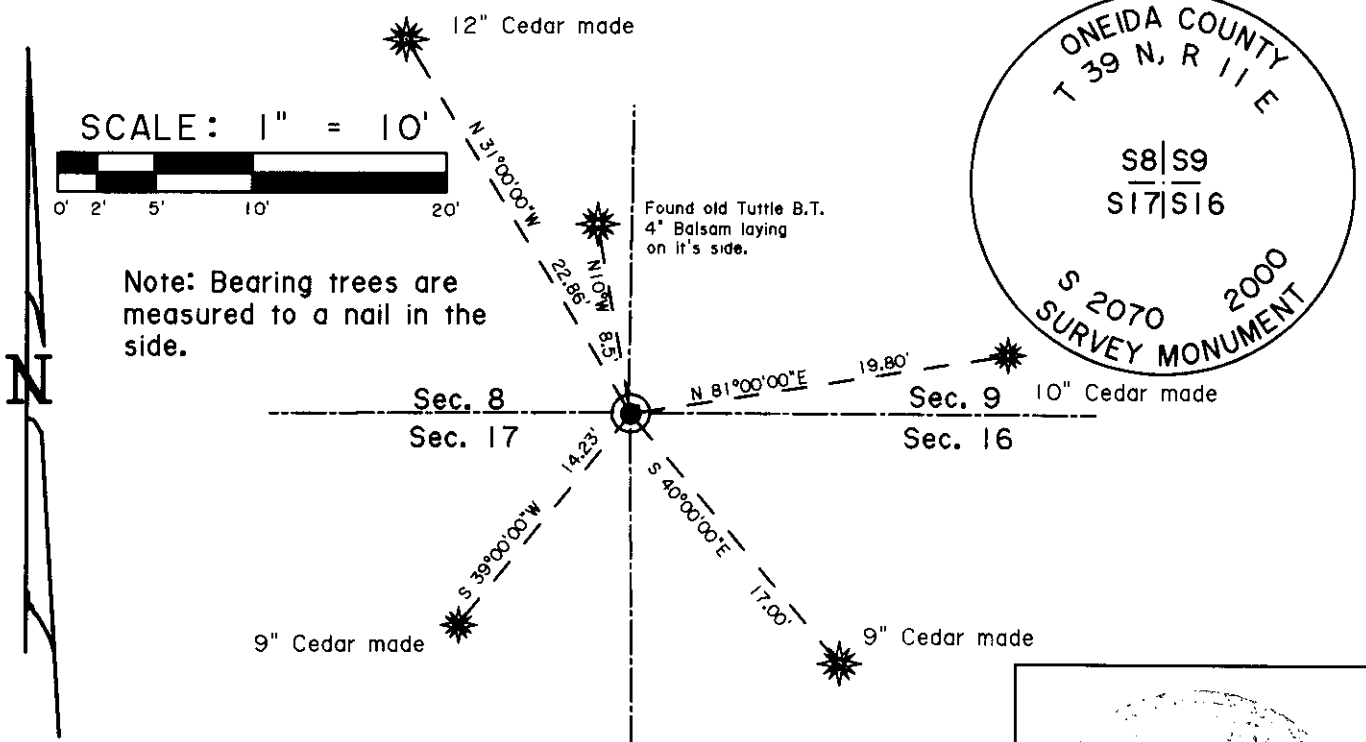 12" Cedar made
SCALE: 1" = 10'
0' 2' 5' 10' 20'
Note: Bearing trees are
measured to a nail in the
side.
N
N 31°00'00"W
22.86'
Found old Tuttle B.T.
4" Balsam laying
on it's side.
N10°W 8.5'
ONEIDA COUNTY
T 39 N, R 11 E
S8|S9
S17|S16
S 2070 2000
SURVEY MONUMENT
N 81°00'00"E 19.80'
10" Cedar made
Sec. 8
Sec. 9
Sec. 17
Sec. 16
S 39°00'00"W 14.23'
S 40°00'00"E 17.00'
9" Cedar made
9" Cedar made